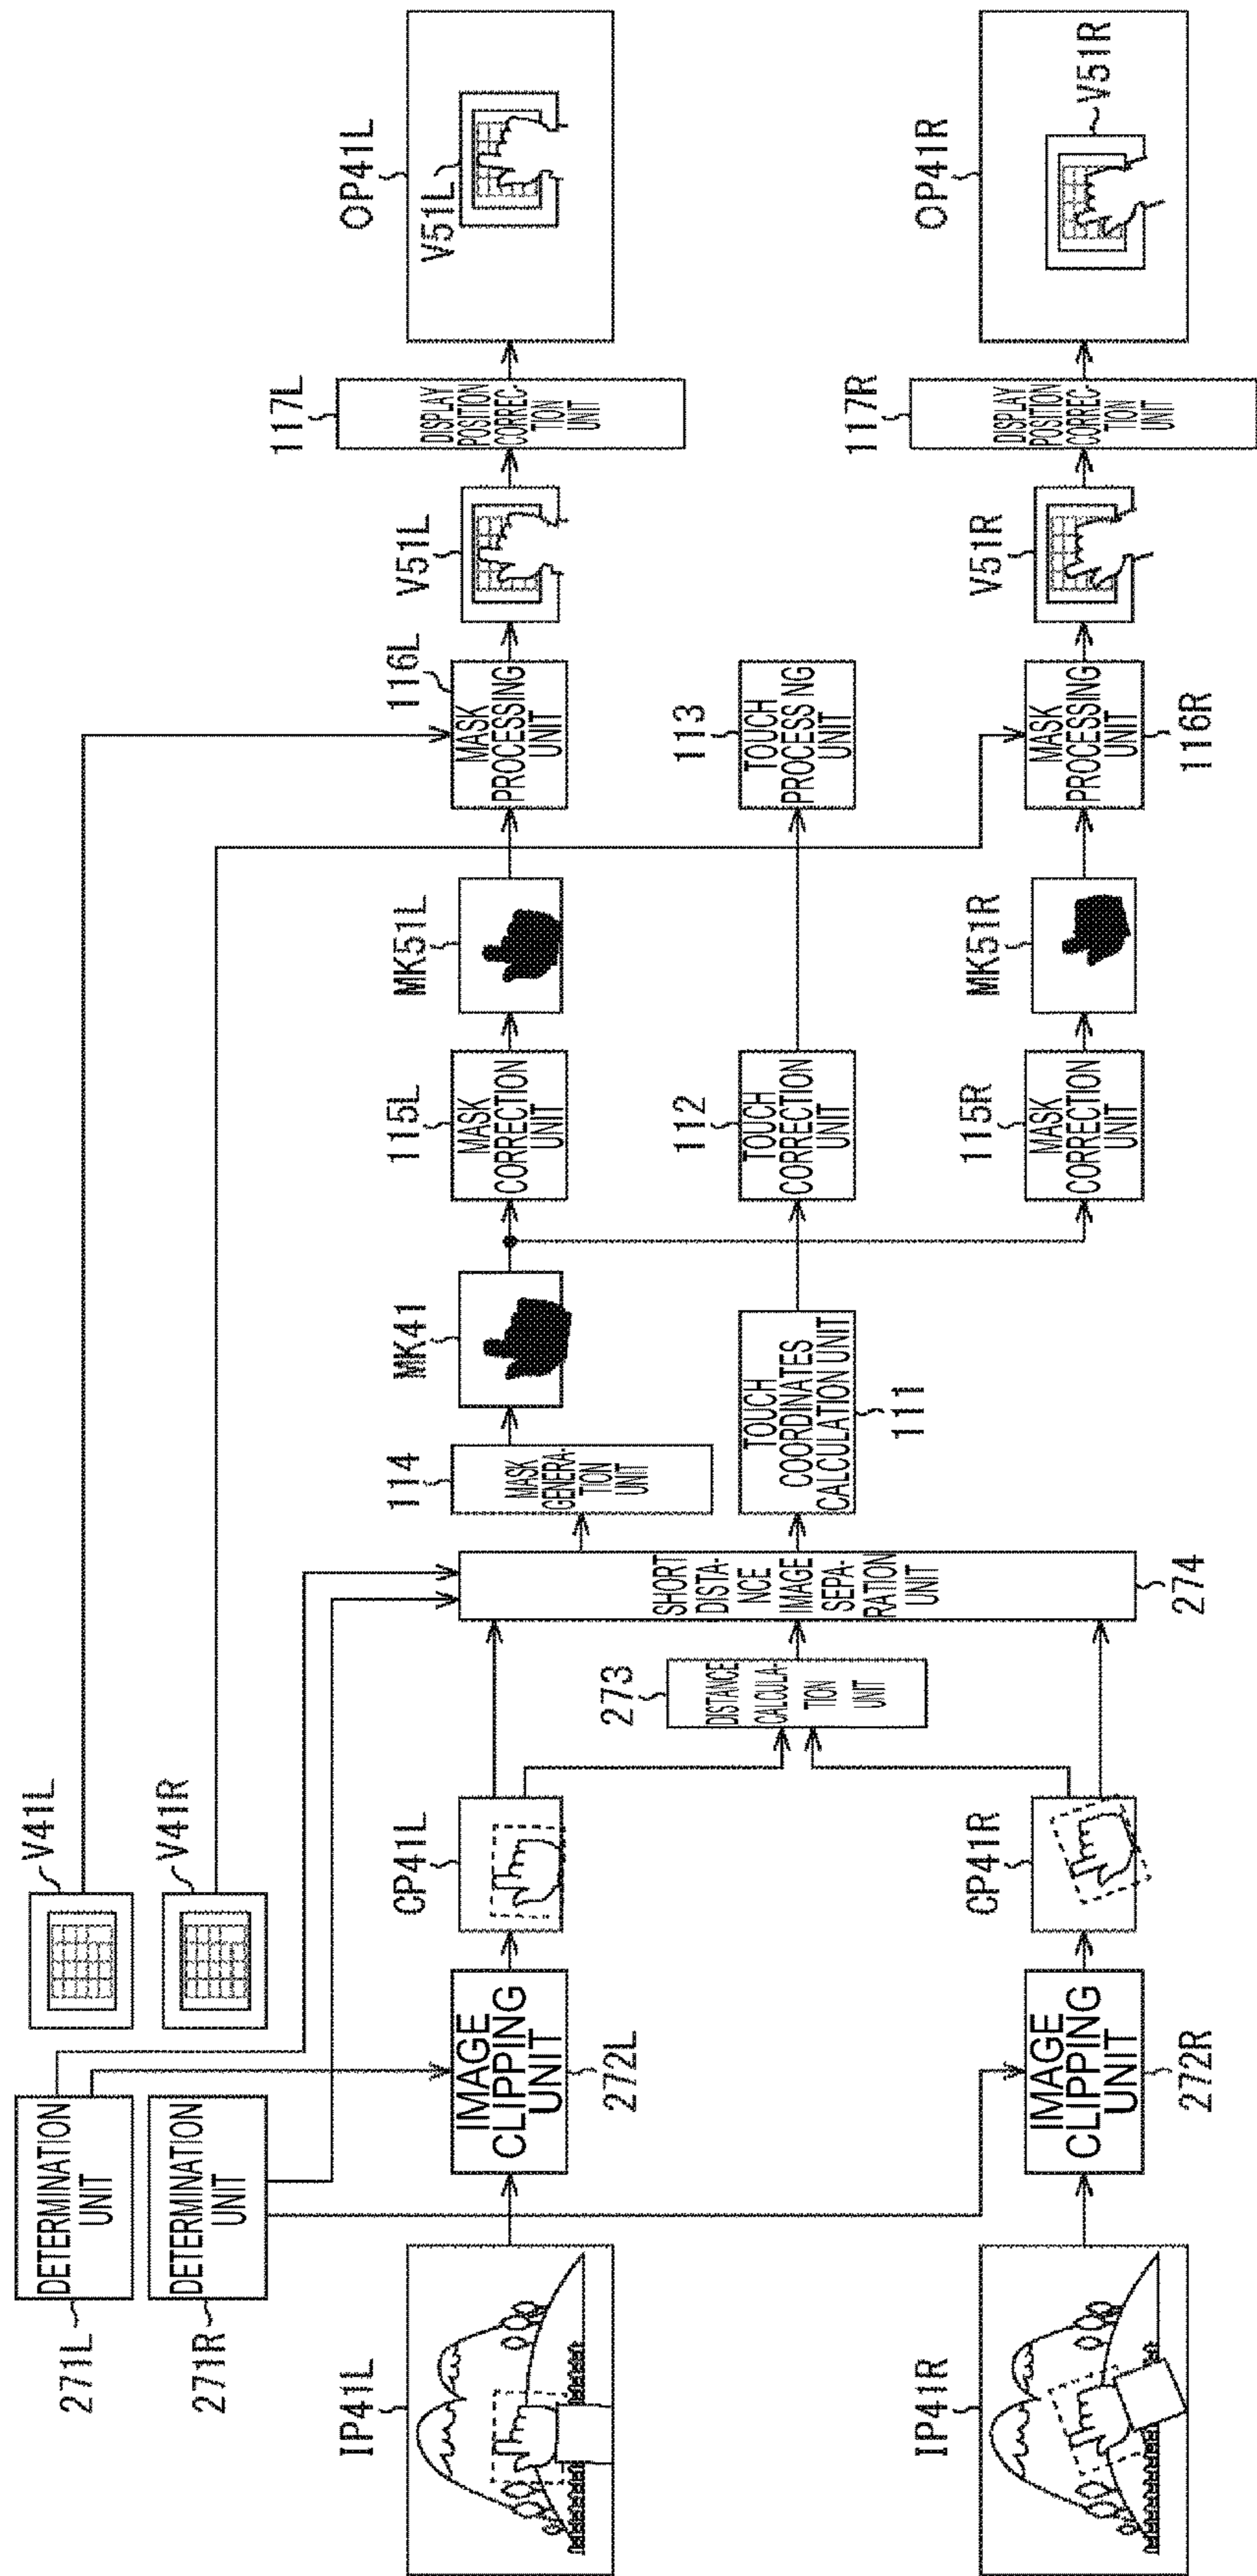 271L
DETERMINATION
UNIT
V41L
271R
DETERMINATION
UNIT
V41R
IP41L
IMAGE
CLIPPING
UNIT
272L
CP41L
114
MASK
GENERA-
TION
UNIT
MK41
115L
MASK
CORRECTION
UNIT
MK51L
116L
MASK
PROCESSING
UNIT
V51L
117L
DISPLAY
POSITION
CORREC-
TION
UNIT
OP41L
V51L
273
DISTANCE
CALCULA-
TION
UNIT
SHORT
DISTA-
NCE
IMAGE
SEPA-
RATION
UNIT
274
TOUCH
COORDINATES
CALCULATION UNIT
111
112
TOUCH
CORRECTION
UNIT
113
TOUCH
PROCESS NG
UNIT
IP41R
IMAGE
CLIPPING
UNIT
272R
CP41R
115R
MASK
CORRECTION
UNIT
MK51R
MASK
PROCESSING
UNIT
116R
V51R
117R
DISPLAY
POSITION
CORREC-
TION
UNIT
OP41R
V51R